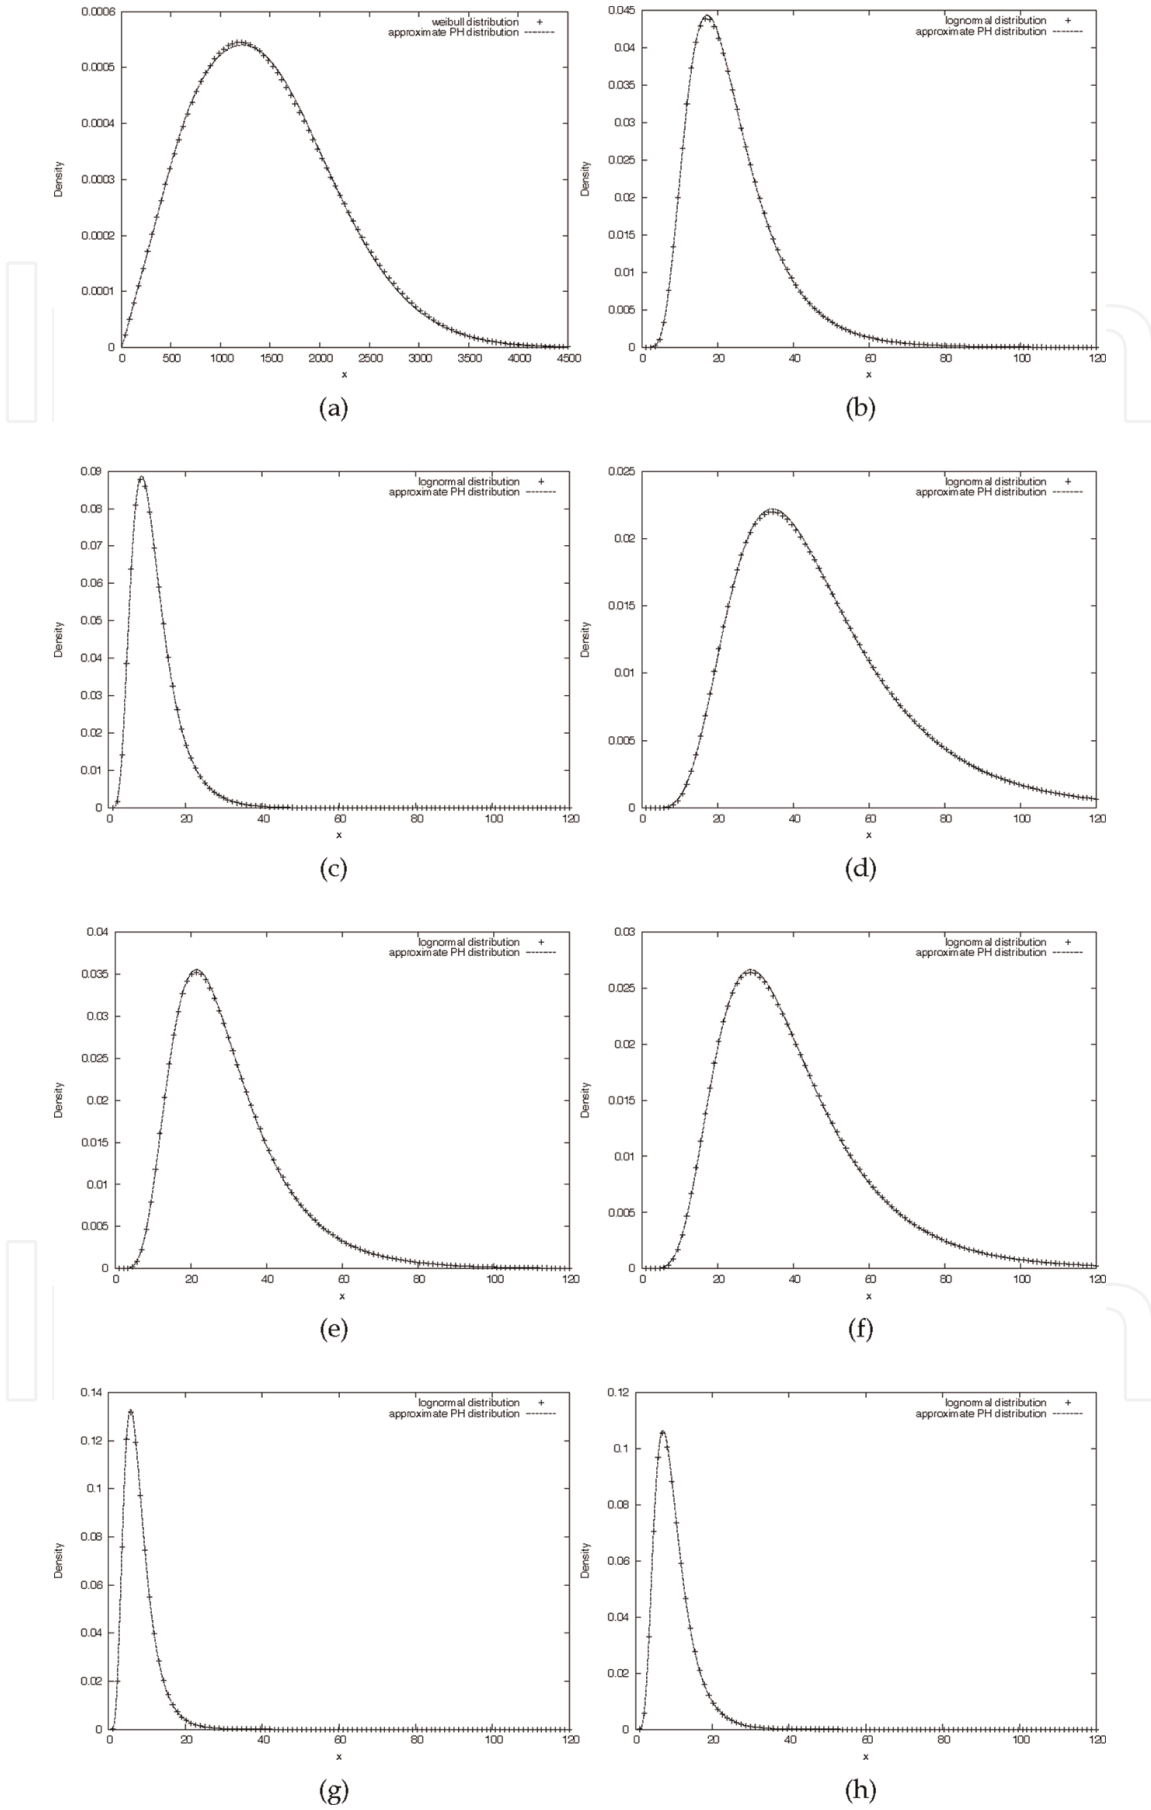 0.0006
0.0005
0.0004
0.0003
0.0002
0.0001
0
Density
weibull distribution +
approximate PH distribution
0 500 1000 1500 2000 2500 3000 3500 4000 4500
x
(a)
0.045
0.04
0.035
0.03
0.025
0.02
0.015
0.01
0.005
0
Density
lognormal distribution +
approximate PH distribution
0 20 40 60 80 100 120
x
(b)
0.09
0.08
0.07
0.06
0.05
0.04
0.03
0.02
0.01
0
Density
lognormal distribution +
approximate PH distribution
0 20 40 60 80 100 120
x
(c)
0.025
0.02
0.015
0.01
0.005
0
Density
lognormal distribution +
approximate PH distribution
0 20 40 60 80 100 120
x
(d)
0.04
0.035
0.03
0.025
0.02
0.015
0.01
0.005
0
Density
lognormal distribution +
approximate PH distribution
0 20 40 60 80 100 120
x
(e)
0.03
0.025
0.02
0.015
0.01
0.005
0
Density
lognormal distribution +
approximate PH distribution
0 20 40 60 80 100 120
x
(f)
0.14
0.12
0.1
0.08
0.06
0.04
0.02
0
Density
lognormal distribution +
approximate PH distribution
0 20 40 60 80 100 120
x
(g)
0.12
0.1
0.08
0.06
0.04
0.02
0
Density
lognormal distribution +
approximate PH distribution
0 20 40 60 80 100 120
x
(h)